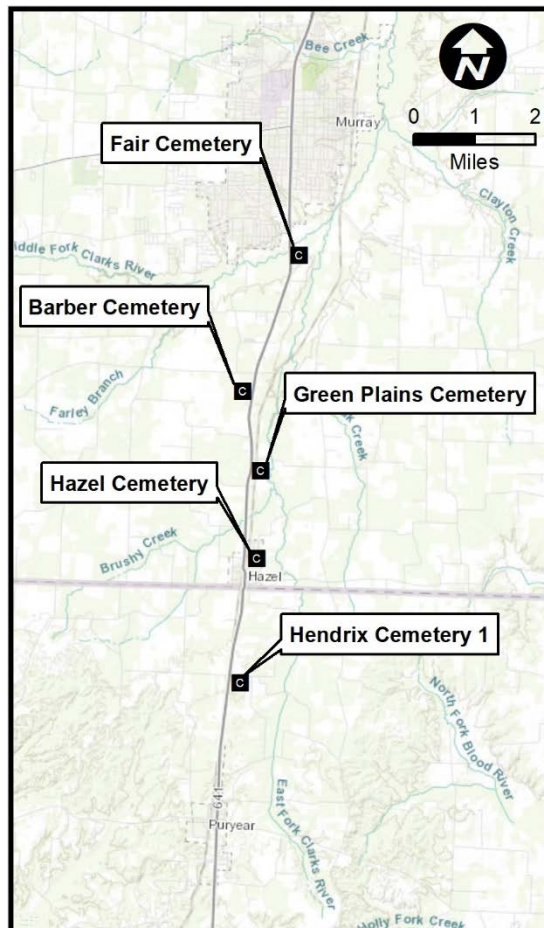 Bee Creek
N
Murray
0 1 2
Miles
Fair Cemetery
Clayton Creek
C
iddle Fork Clarks River
Barber Cemetery
C
Farley Branch
Green Plains Cemetery
k Creek
C
Hazel Cemetery
Brushy Creek
C
Hazel
Hendrix Cemetery 1
C
North Fork Blood River
641
East Fork Clarks River
Puryear
Holly Fork Creek